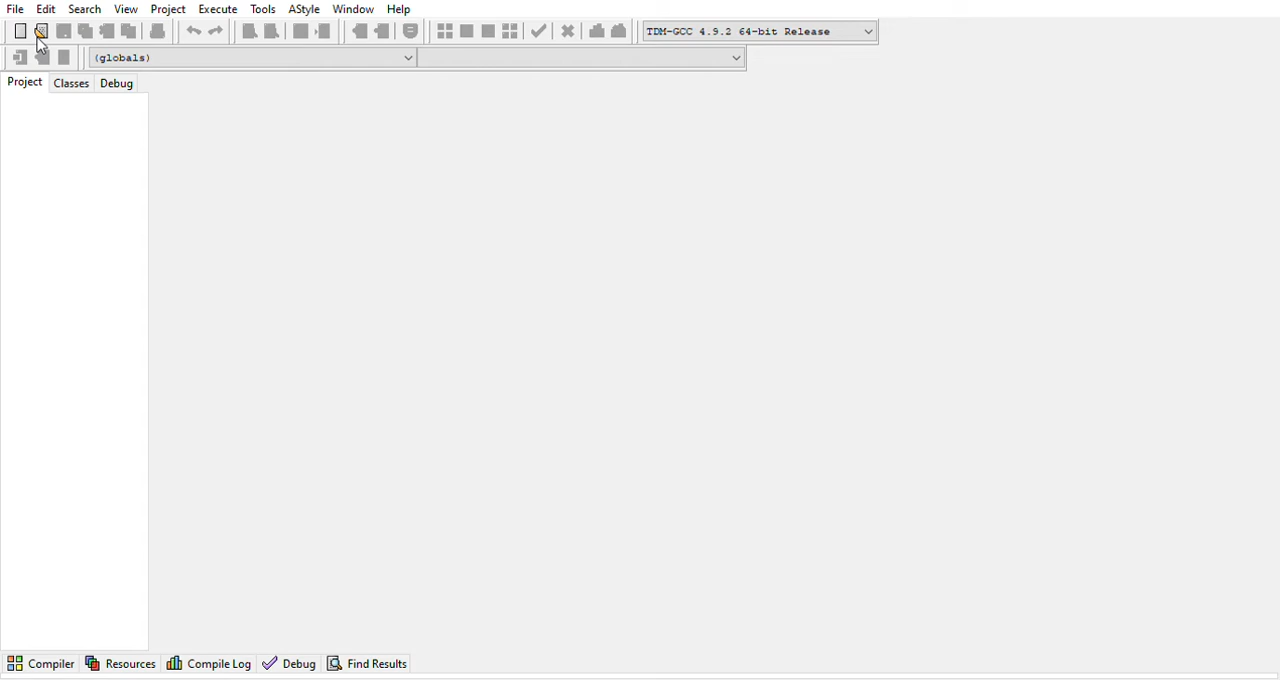 File Edit Search View Project Execute Tools AStyle Window Help
TDM-GCC 4.9.2 64-bit Release
(globals)
Project Classes Debug
Compiler Resources Compile Log Debug Find Results